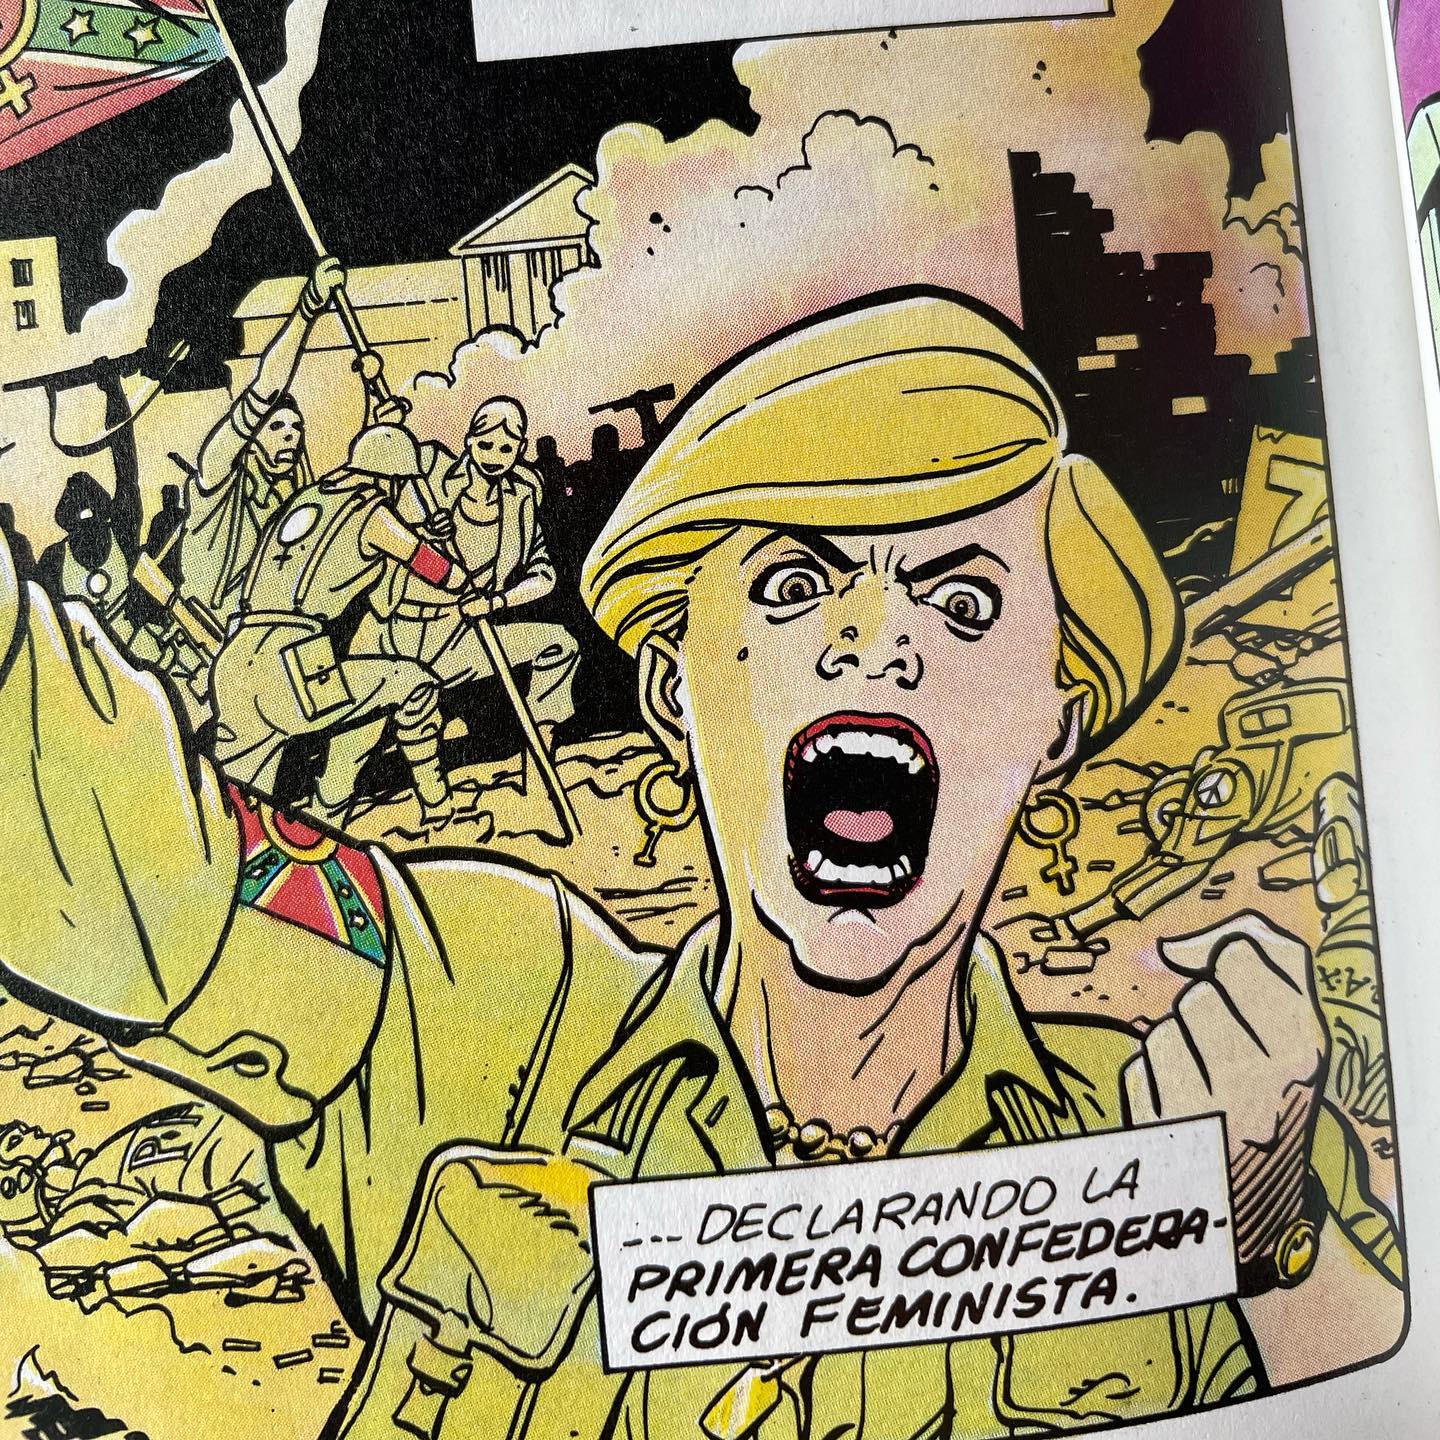 ... DECLARANDO LA
PRIMERA CONFEDERA-
CIÓN FEMINISTA.